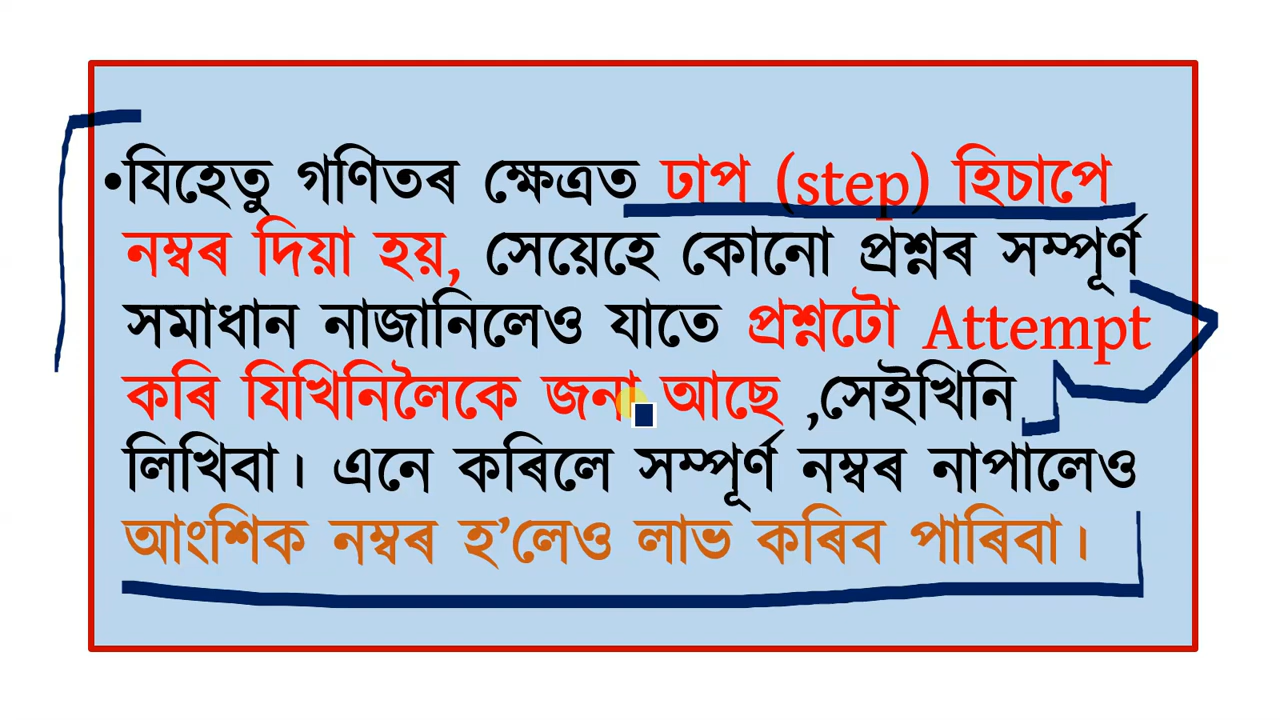 •যিহেতু গণিতৰ ক্ষেত্ৰত ঢাপ (step) হিচাপে
নম্বৰ দিয়া হয়, সেয়েহে কোনো প্ৰশ্নৰ সম্পূৰ্ণ
সমাধান নাজানিলেও যাতে প্ৰশ্নটো Attempt
কৰি যিখিনিলৈকে জনা আছে ,সেইখিনি
লিখিবা। এনে কৰিলে সম্পূৰ্ণ নম্বৰ নাপালেও
আংশিক নম্বৰ হ’লেও লাভ কৰিব পাৰিবা।